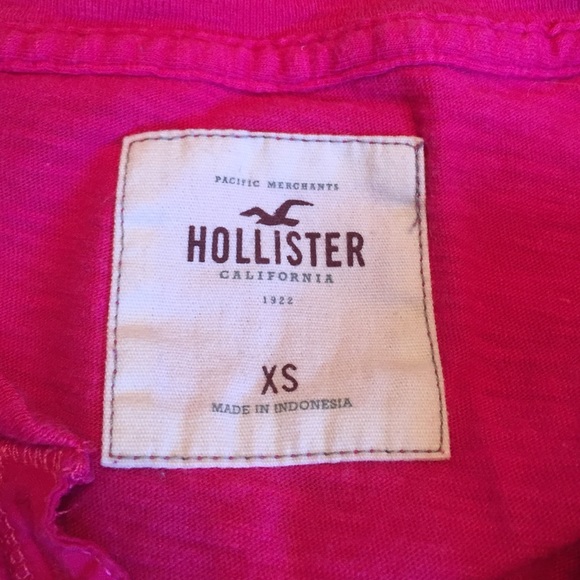 PACIFIC MERCHANTS
HOLLISTER
CALIFORNIA
1922
XS
MADE IN INDONESIA